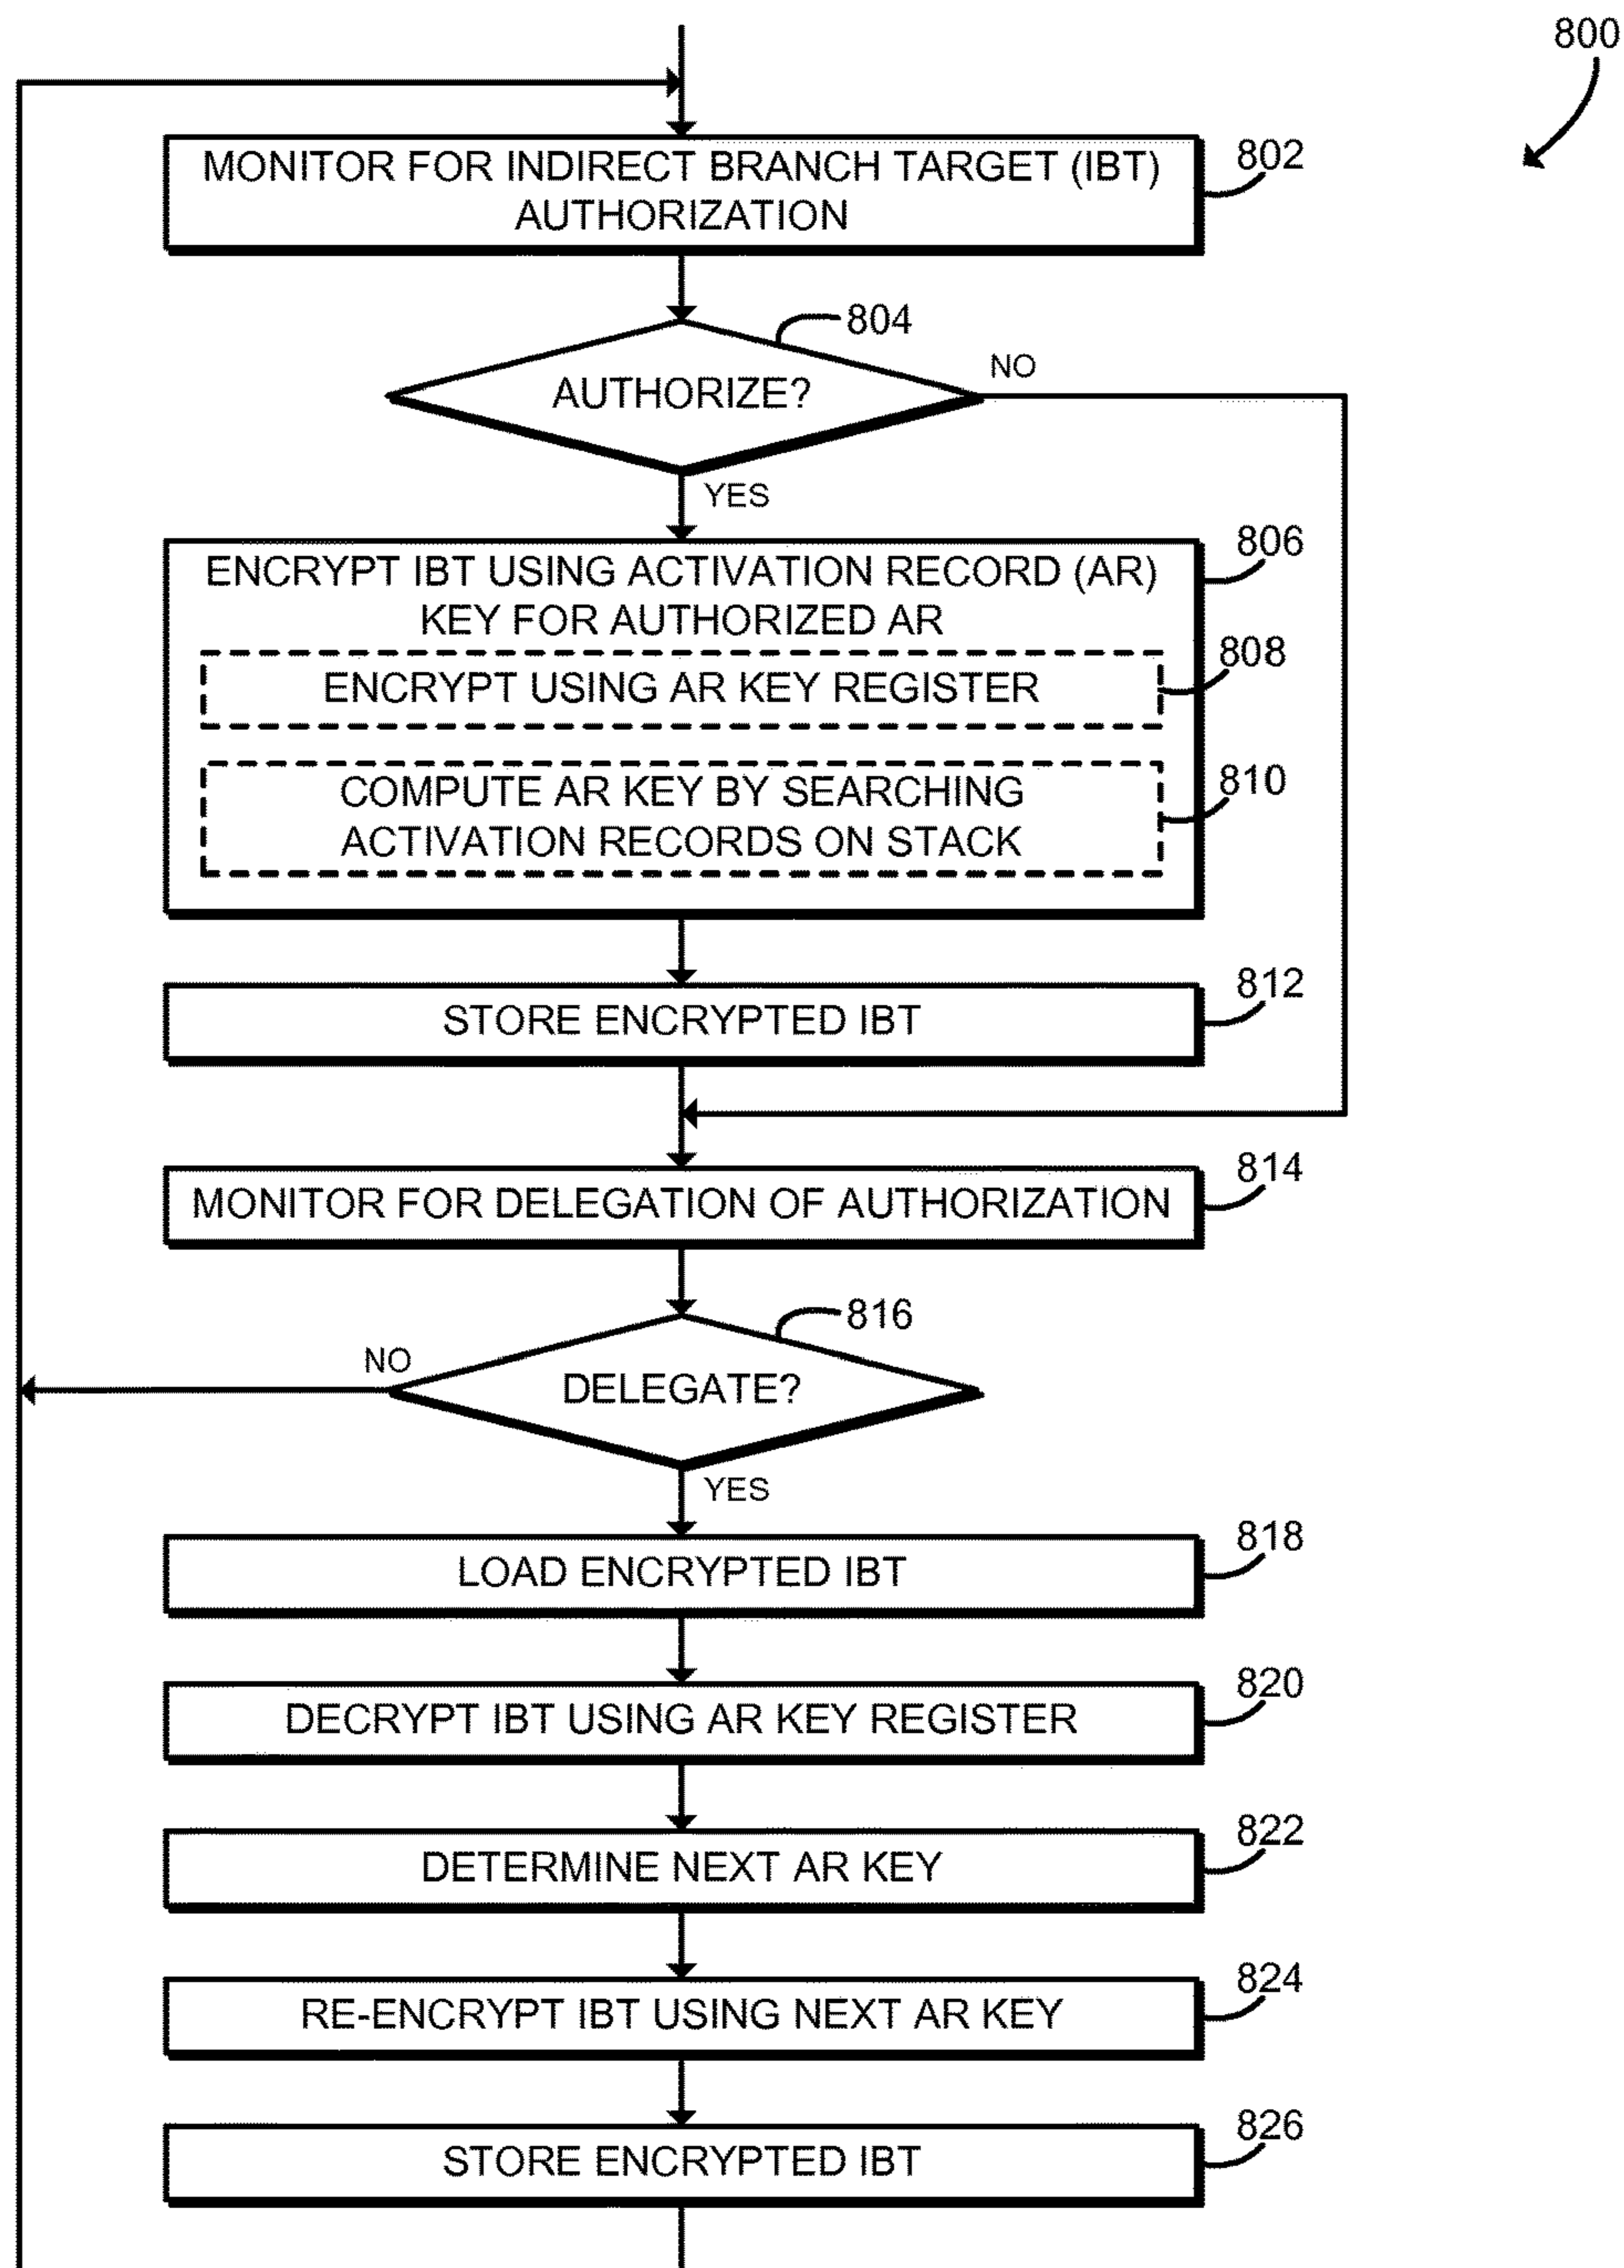 800
MONITOR FOR INDIRECT BRANCH TARGET (IBT)
AUTHORIZATION
802
804
AUTHORIZE?
NO
YES
806
ENCRYPT IBT USING ACTIVATION RECORD (AR)
KEY FOR AUTHORIZED AR
808
ENCRYPT USING AR KEY REGISTER
810
COMPUTE AR KEY BY SEARCHING
ACTIVATION RECORDS ON STACK
812
STORE ENCRYPTED IBT
814
MONITOR FOR DELEGATION OF AUTHORIZATION
816
NO
DELEGATE?
YES
818
LOAD ENCRYPTED IBT
820
DECRYPT IBT USING AR KEY REGISTER
822
DETERMINE NEXT AR KEY
824
RE-ENCRYPT IBT USING NEXT AR KEY
826
STORE ENCRYPTED IBT